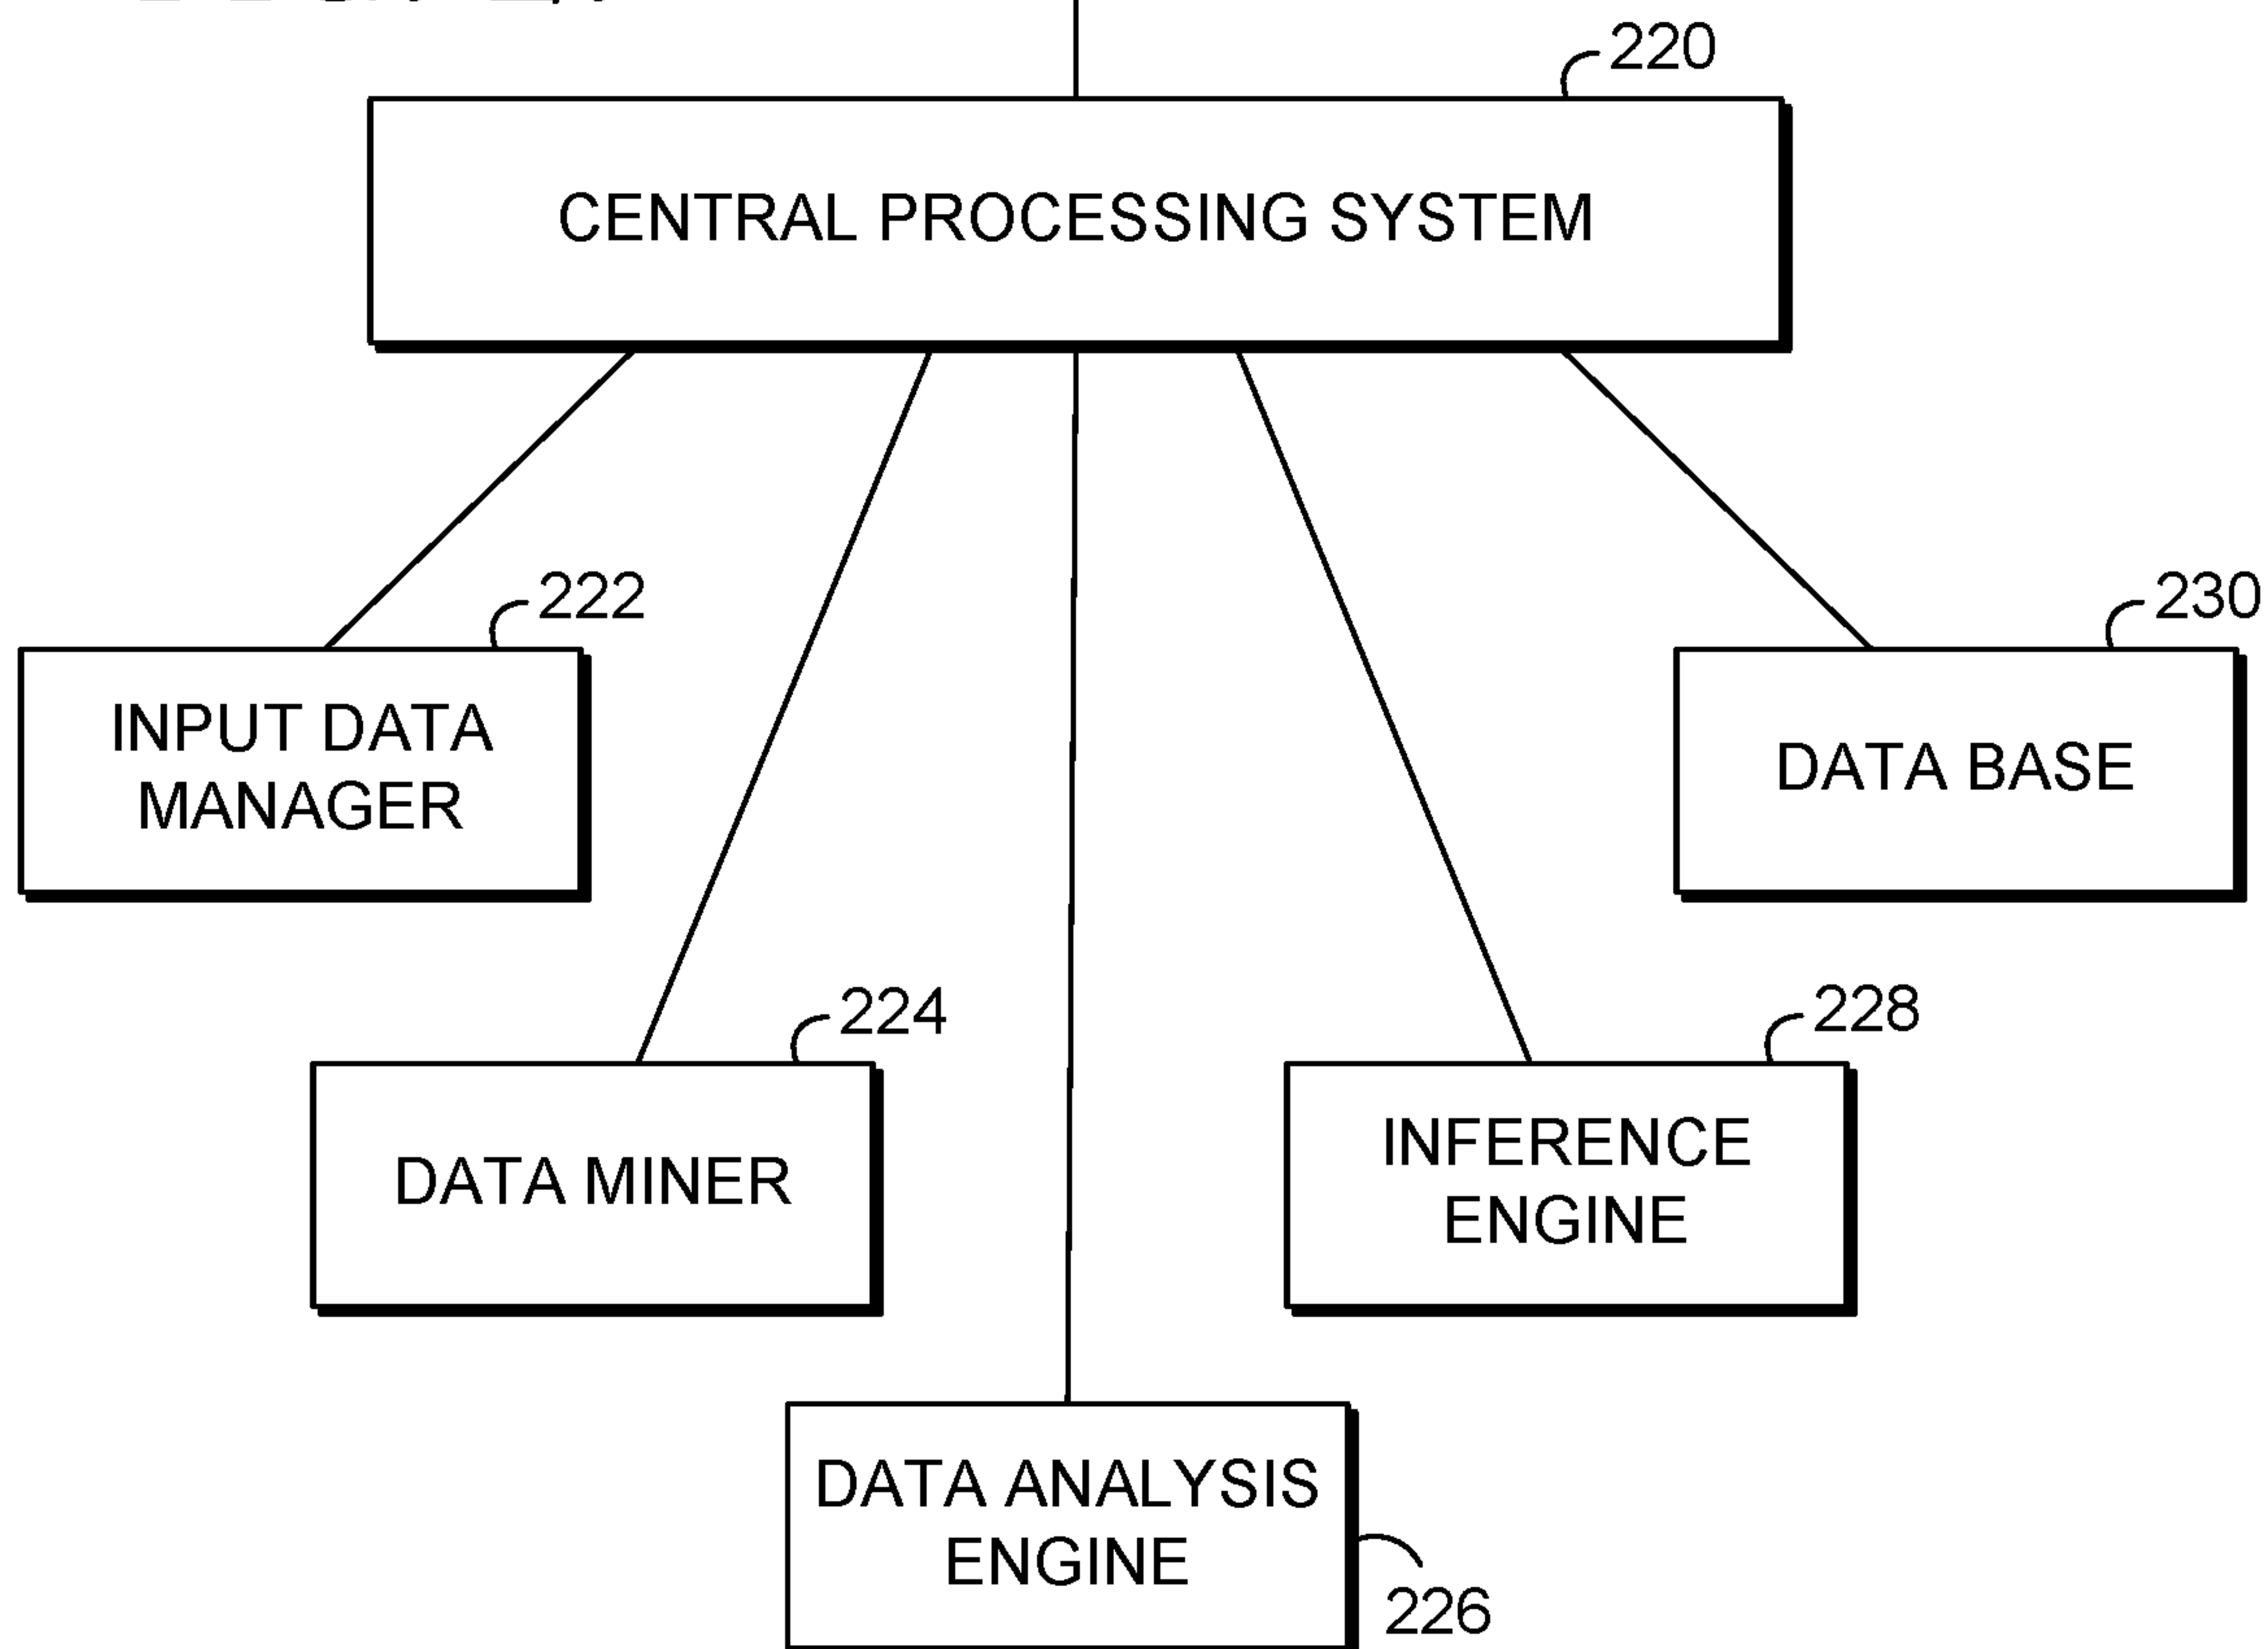 220
CENTRAL PROCESSING SYSTEM
222
230
INPUT DATA
MANAGER
DATA BASE
224
228
DATA MINER
INFERENCE
ENGINE
DATA ANALYSIS
ENGINE
226